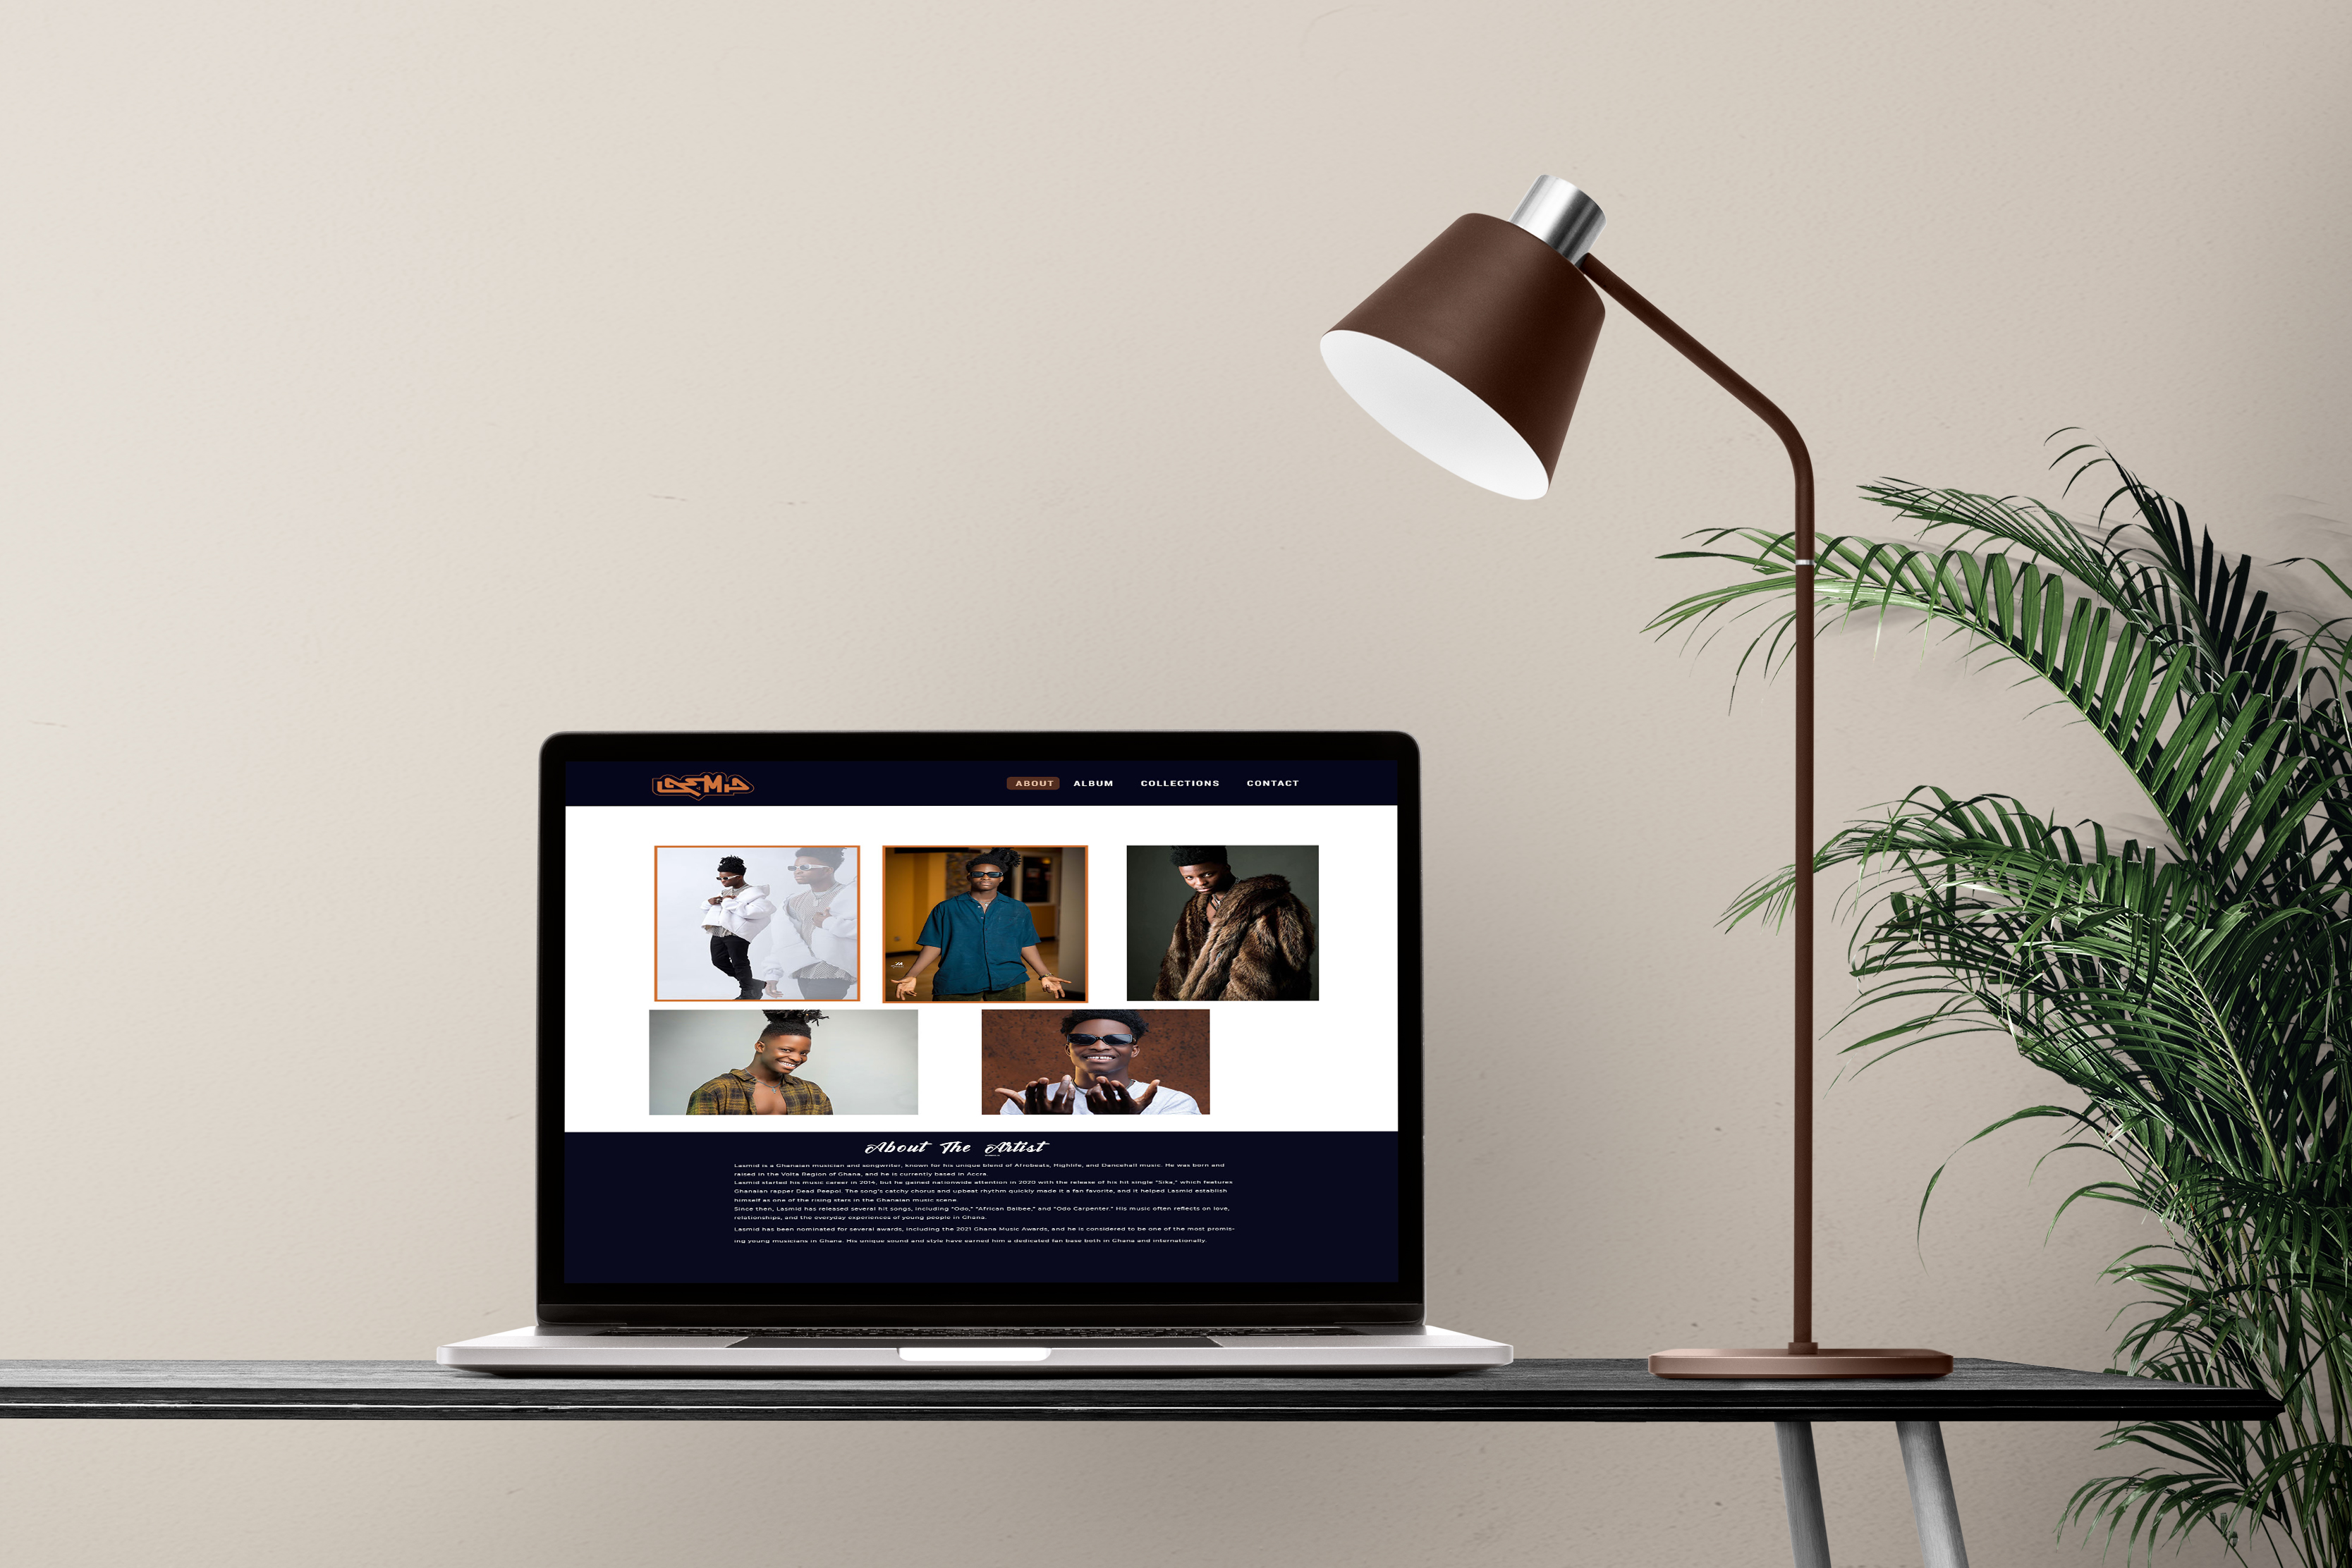 LASMID
ABOUT ALBUM COLLECTIONS CONTACT
About The Artist
Lasmid is a Ghanaian musician and songwriter, known for his unique blend of Afrobeats, Highlife, and Dancehall music. He was born and
raised in the Volta Region of Ghana, and he is currently based in Accra.
Lasmid started his music career in 2014, but he gained nationwide attention in 2020 with the release of his hit single "Sika," which features
Ghanaian rapper Dead Peepol. The song's catchy chorus and upbeat rhythm quickly made it a fan favorite, and it helped Lasmid establish
himself as one of the rising stars in the Ghanaian music scene.
Since then, Lasmid has released several hit songs, including "Odo," "African Baibee," and "Odo Carpenter." His music often reflects on love,
relationships, and the everyday experiences of young people in Ghana.
Lasmid has been nominated for several awards, including the 2021 Ghana Music Awards, and he is considered to be one of the most promis-
ing young musicians in Ghana. His unique sound and style have earned him a dedicated fan base both in Ghana and internationally.